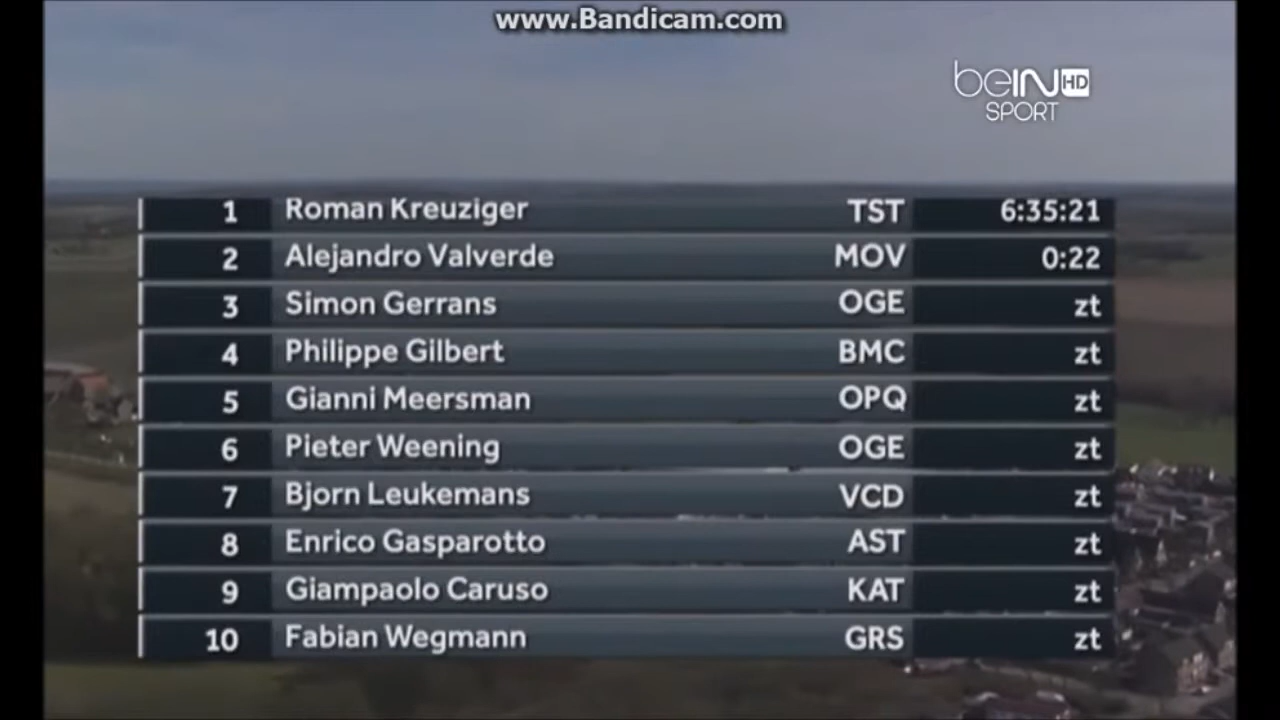 www.Bandicam.com
beIN HD
SPORT
1 Roman Kreuziger TST 6:35:21
2 Alejandro Valverde MOV 0:22
3 Simon Gerrans OGE zt
4 Philippe Gilbert BMC zt
5 Gianni Meersman OPQ zt
6 Pieter Weening OGE zt
7 Bjorn Leukemans VCD zt
8 Enrico Gasparotto AST zt
9 Giampaolo Caruso KAT zt
10 Fabian Wegmann GRS zt